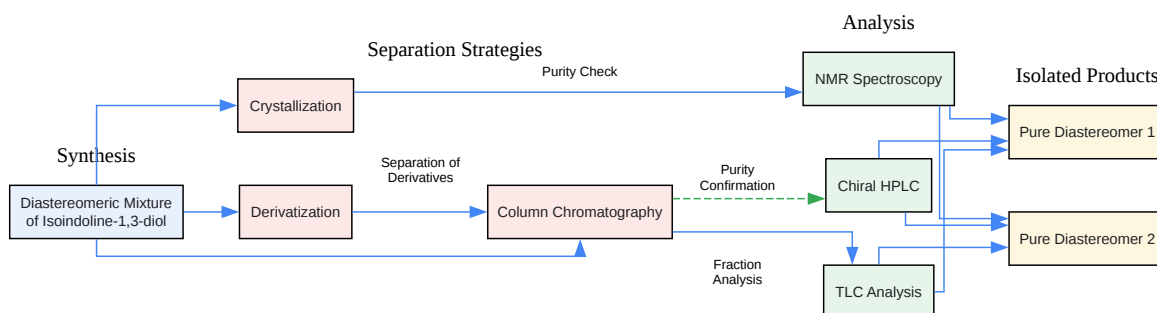 Analysis
Separation Strategies
Isolated Products
Purity Check
NMR Spectroscopy
Crystallization
Pure Diastereomer 1
Synthesis
Separation of
Derivatives
Purity
Confirmation
Chiral HPLC
Diastereomeric Mixture
of Isoindoline-1,3-diol
Derivatization
Column Chromatography
Pure Diastereomer 2
Fraction
Analysis
TLC Analysis